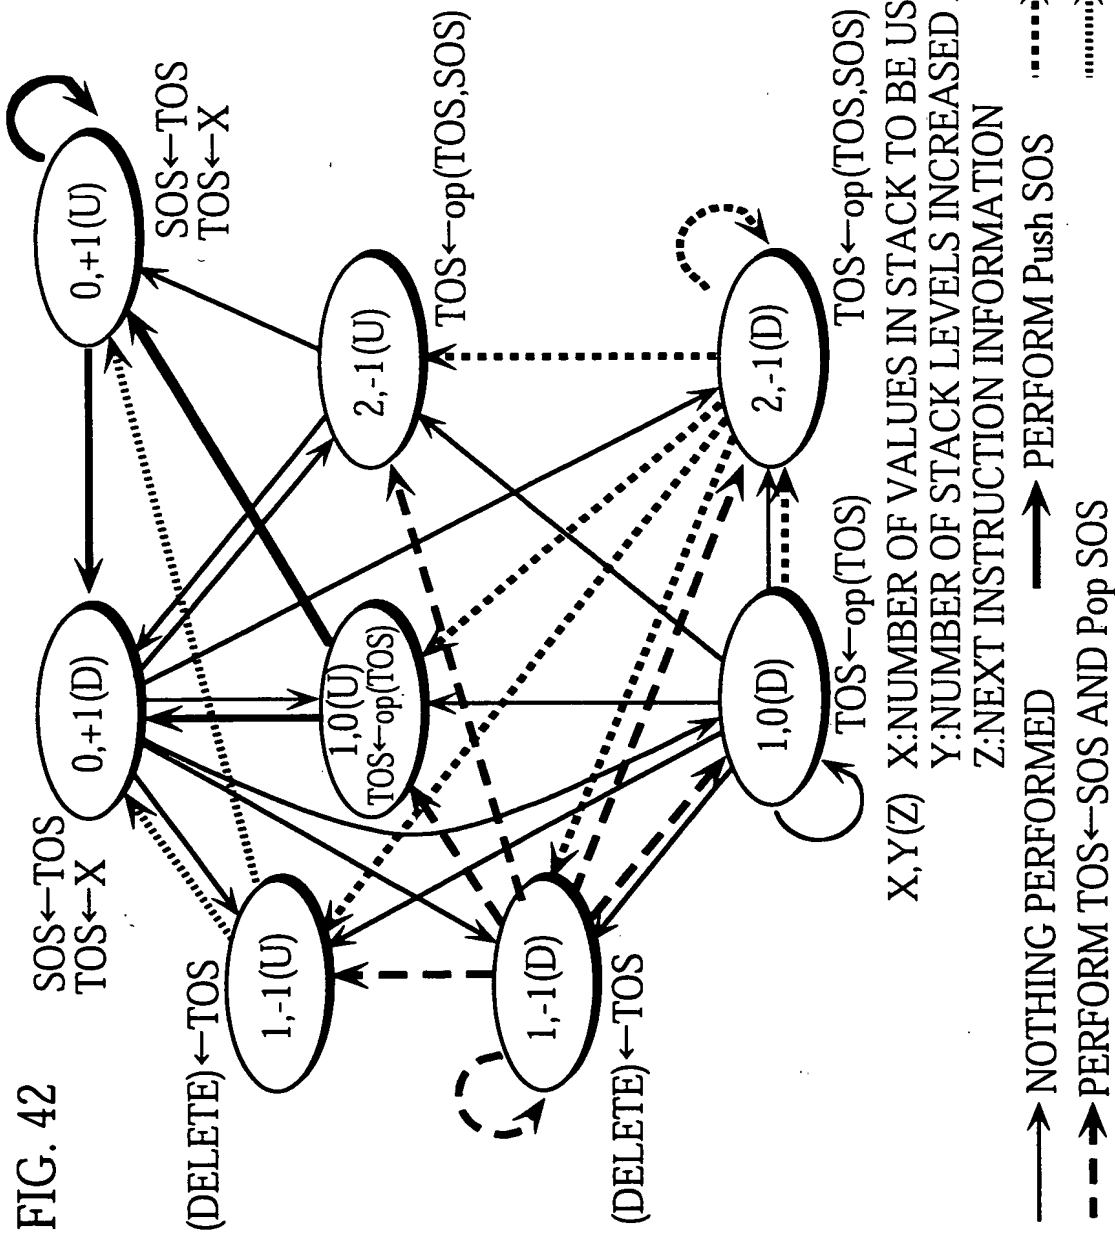 FIG. 42
SOS←TOS
TOS←X
0,+1(D)
0,+1(U)
SOS←TOS
TOS←X
(DELETE)←TOS
1,-1(U)
1,0(U)
TOS←op(TOS)
2,-1(U)
TOS←op(TOS,SOS)
1,-1(D)
(DELETE)←TOS
1,0(D)
TOS←op(TOS)
2,-1(D)
TOS←op(TOS,SOS)
X,Y(Z) X:NUMBER OF VALUES IN STACK TO BE US
Y:NUMBER OF STACK LEVELS INCREASED
Z:NEXT INSTRUCTION INFORMATION
NOTHING PERFORMED
PERFORM Push SOS
PERFORM TOS←SOS AND Pop SOS